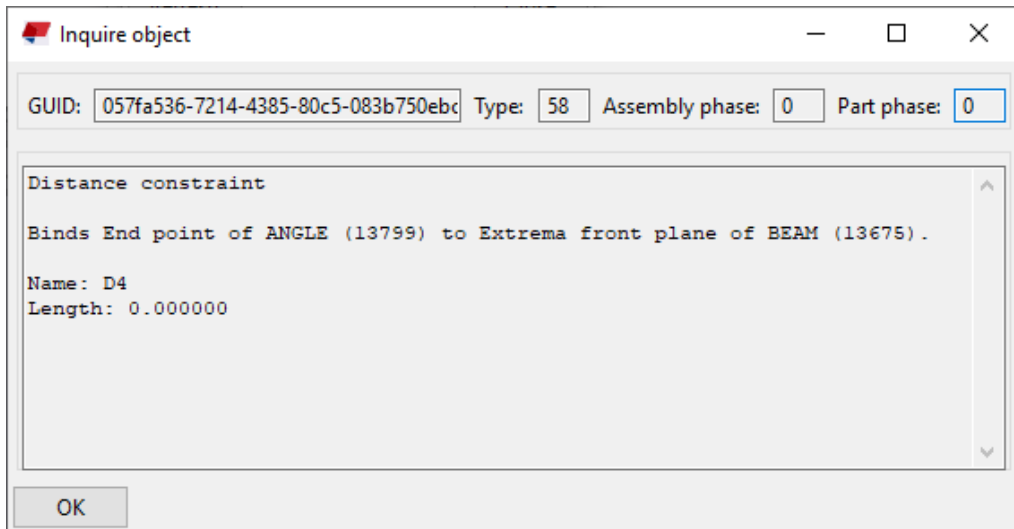 Inquire object
GUID: 057fa536-7214-4385-80c5-083b750eb Type: 58 Assembly phase: 0 Part phase: 0
Distance constraint
Binds End point of ANGLE (13799) to Extrema front plane of BEAM (13675).
Name: D4
Length: 0.000000
OK